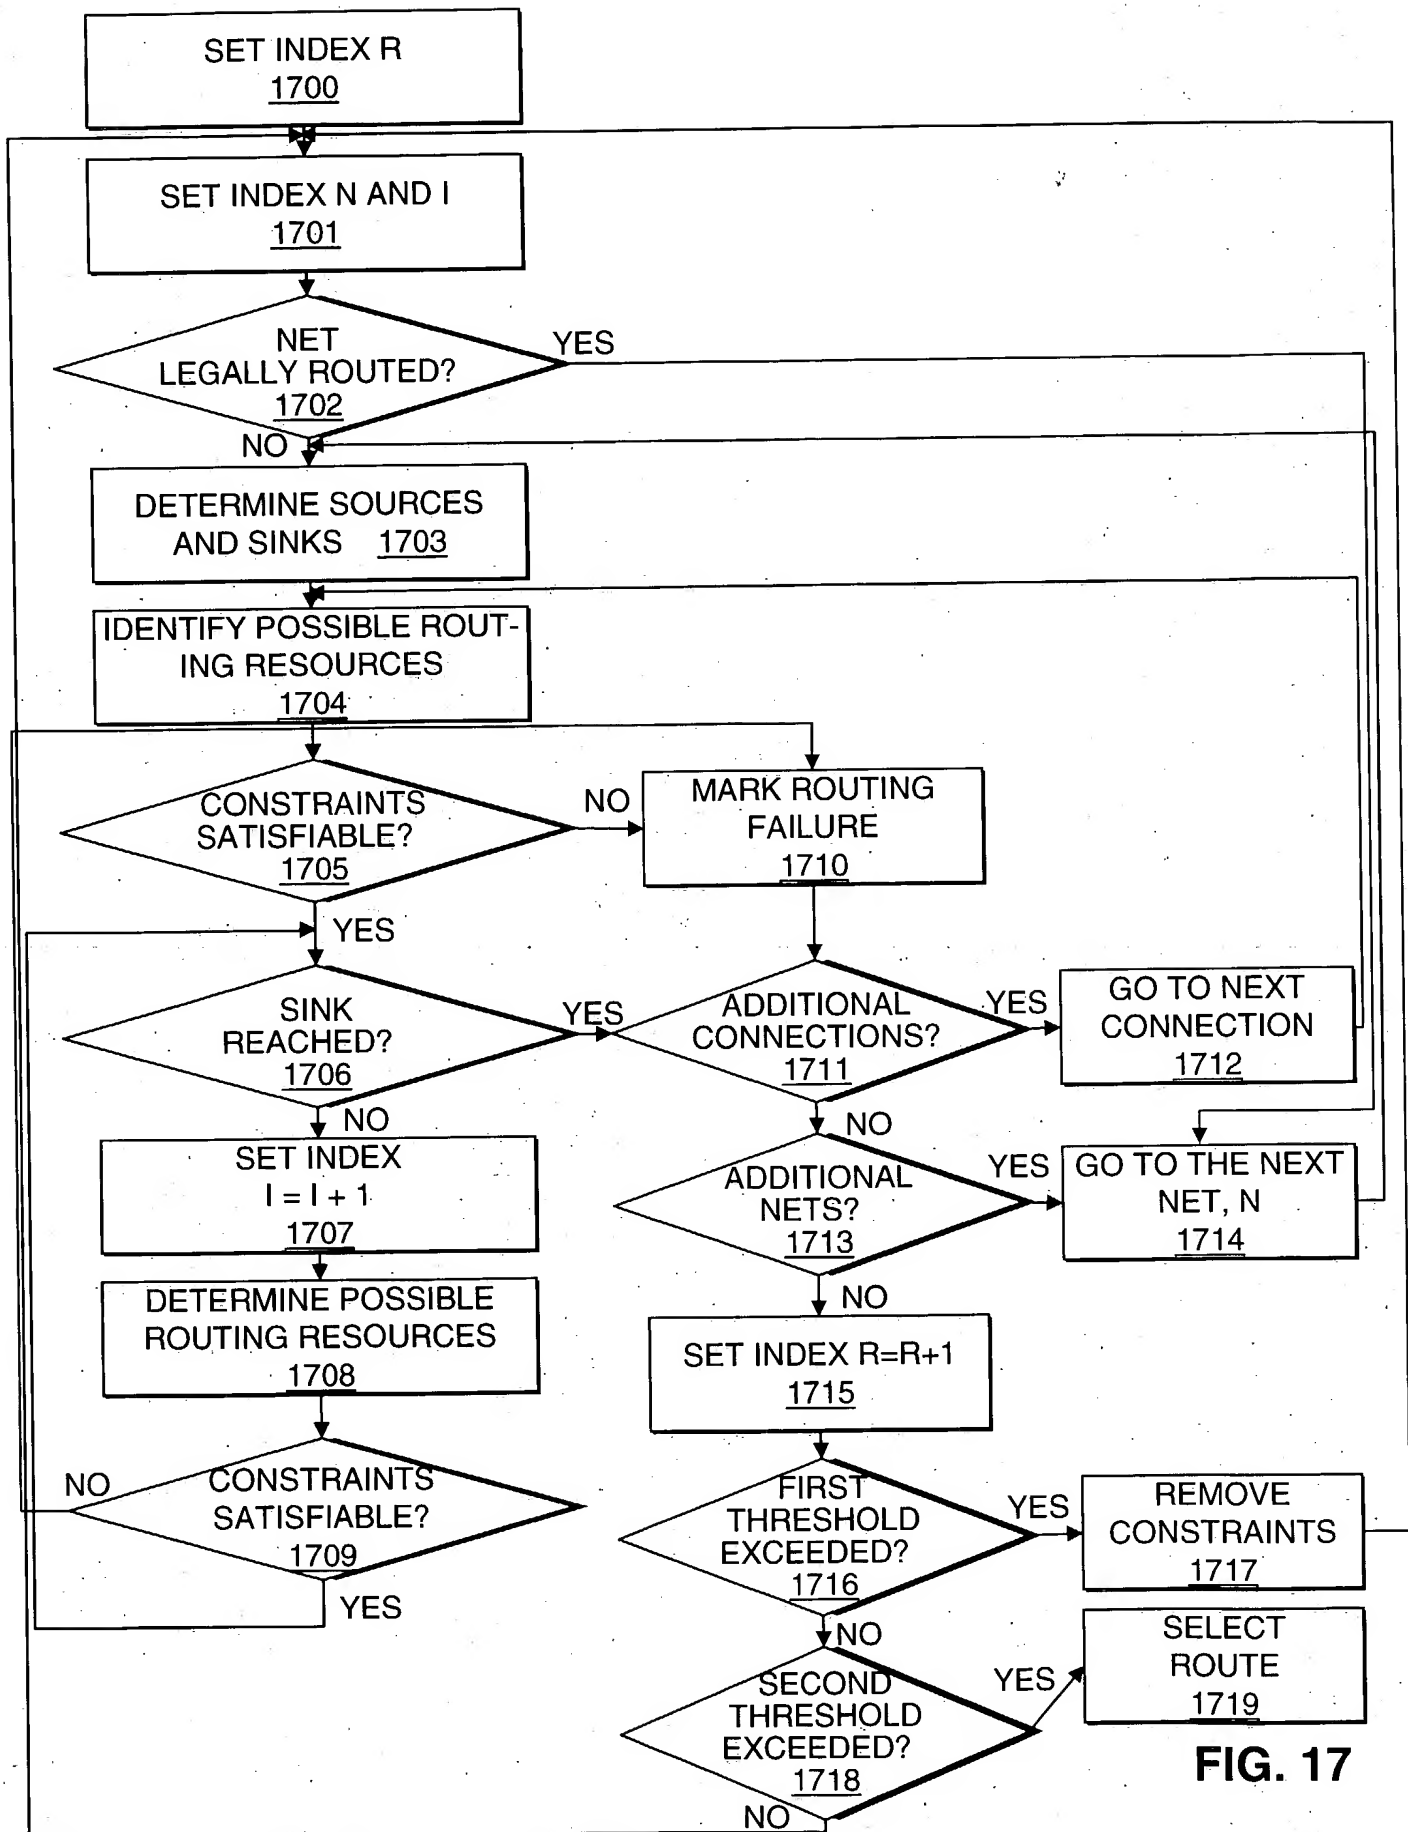 SET INDEX R
1700
SET INDEX N AND I
1701
NET
LEGALLY ROUTED?
1702
YES
NO
DETERMINE SOURCES
AND SINKS 1703
IDENTIFY POSSIBLE ROUT-
ING RESOURCES
1704
CONSTRAINTS
SATISFIABLE?
1705
NO
MARK ROUTING
FAILURE
1710
YES
SINK
REACHED?
1706
YES
ADDITIONAL
CONNECTIONS?
1711
YES
GO TO NEXT
CONNECTION
1712
NO
SET INDEX
I = I + 1
1707
NO
ADDITIONAL
NETS?
1713
YES
GO TO THE NEXT
NET, N
1714
DETERMINE POSSIBLE
ROUTING RESOURCES
1708
NO
SET INDEX R=R+1
1715
NO
CONSTRAINTS
SATISFIABLE?
1709
YES
FIRST
THRESHOLD
EXCEEDED?
1716
YES
REMOVE
CONSTRAINTS
1717
NO
SECOND
THRESHOLD
EXCEEDED?
1718
YES
SELECT
ROUTE
1719
NO
FIG. 17